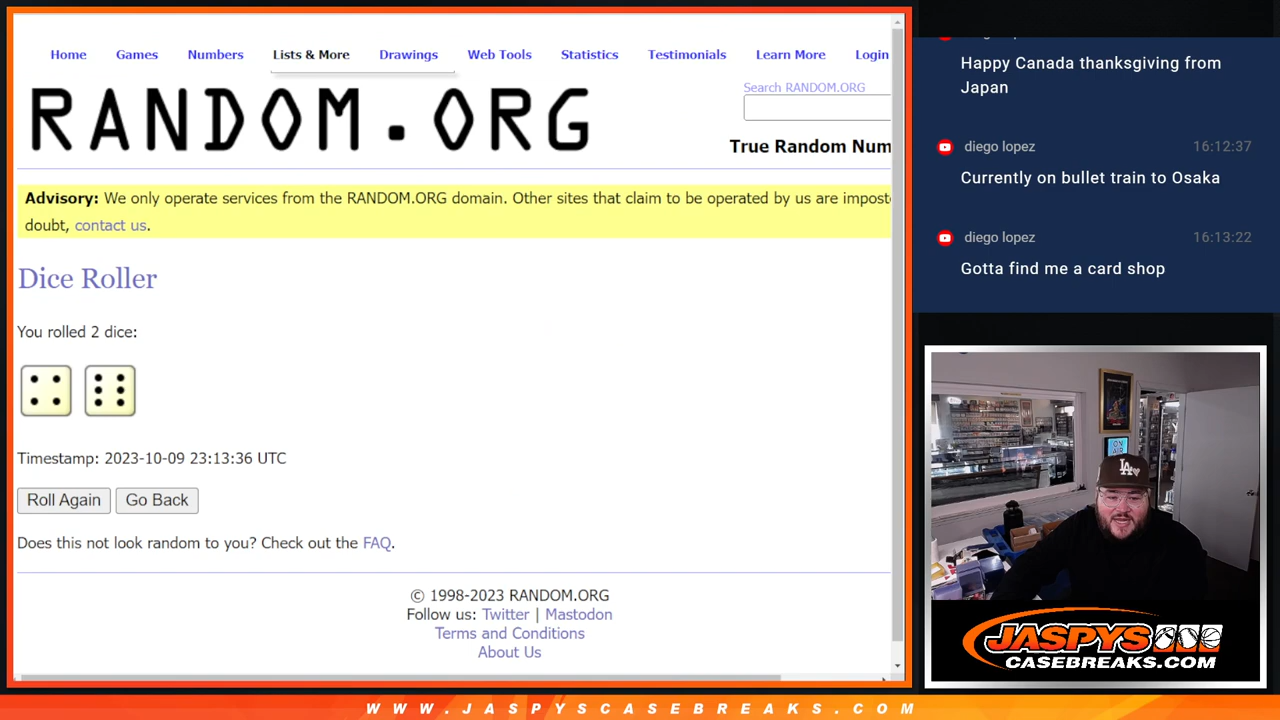 Home Games Numbers Lists & More Drawings Web Tools Statistics Testimonials Learn More Login
RANDOM.ORG
Search RANDOM.ORG
True Random Num
Advisory: We only operate services from the RANDOM.ORG domain. Other sites that claim to be operated by us are impost
doubt, contact us.
Dice Roller
You rolled 2 dice:
Timestamp: 2023-10-09 23:13:36 UTC
Roll Again Go Back
Does this not look random to you? Check out the FAQ.
© 1998-2023 RANDOM.ORG
Follow us: Twitter | Mastodon
Terms and Conditions
About Us
Happy Canada thanksgiving from
Japan
diego lopez 16:12:37
Currently on bullet train to Osaka
diego lopez 16:13:22
Gotta find me a card shop
ON
AIR
LA
JASPYS
CASEBREAKS.COM
WWW.JASPYSCASEBREAKS.COM